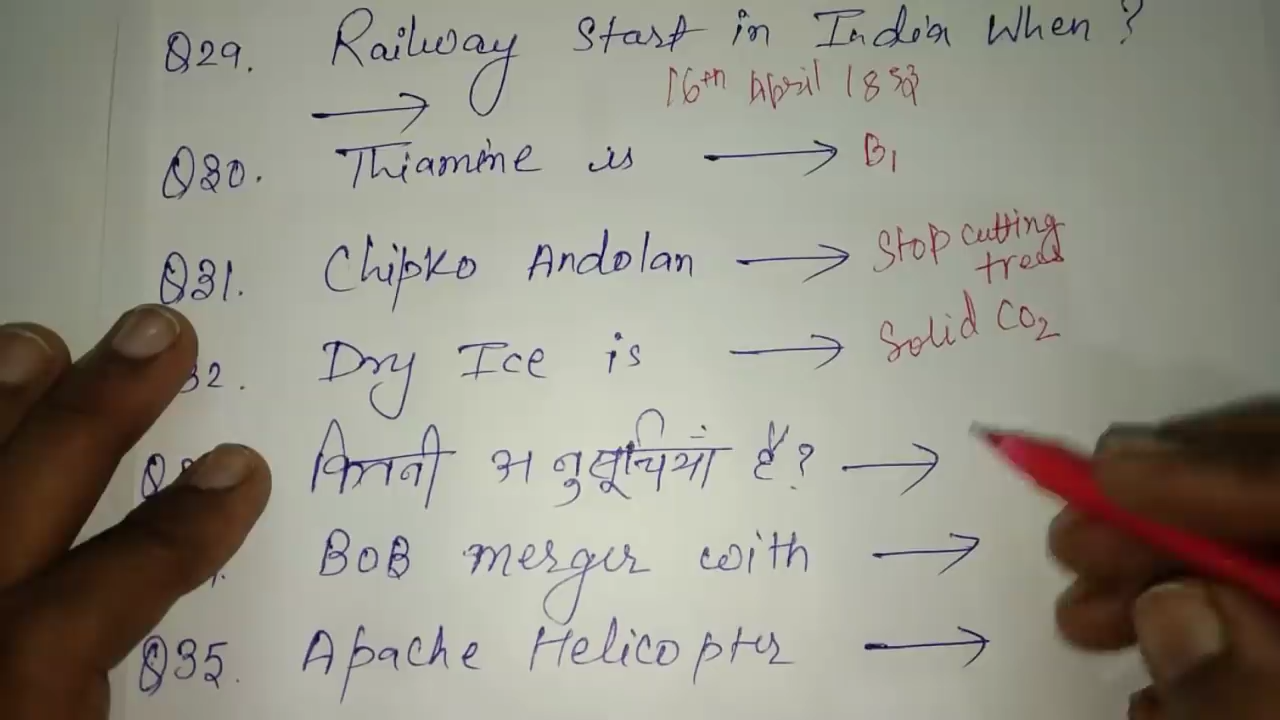 Q29. Railway Start in India When ?
→ 16th April 1853
Q30. Thiamine is → B1
Q31. Chipko Andolan → Stop cutting
trees
32. Dry Ice is → Solid CO2
Q कितनी अनुसूचियाँ हैं? →
BOB merger with →
Q35. Apache Helicopter →